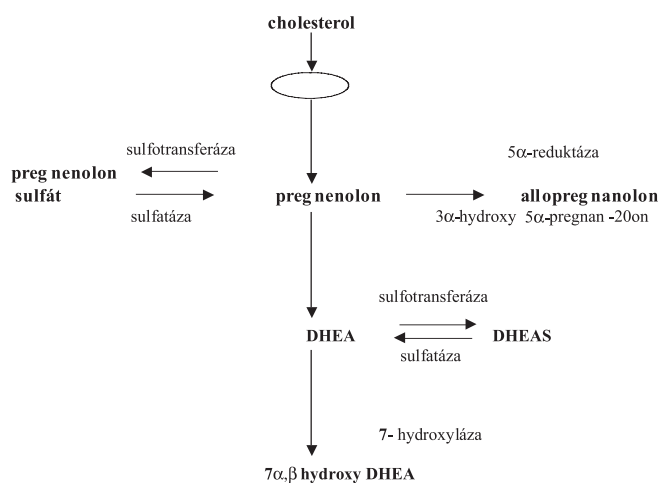 cholesterol
sulfotransferáza
5α-reduktáza
preg nenolon
sulfát
preg nenolon
allopreg nanolon
sulfatáza
3α-hydroxy 5α-pregnan -20on
sulfotransferáza
DHEA
DHEAS
sulfatáza
7- hydroxyláza
7α,β hydroxy DHEA